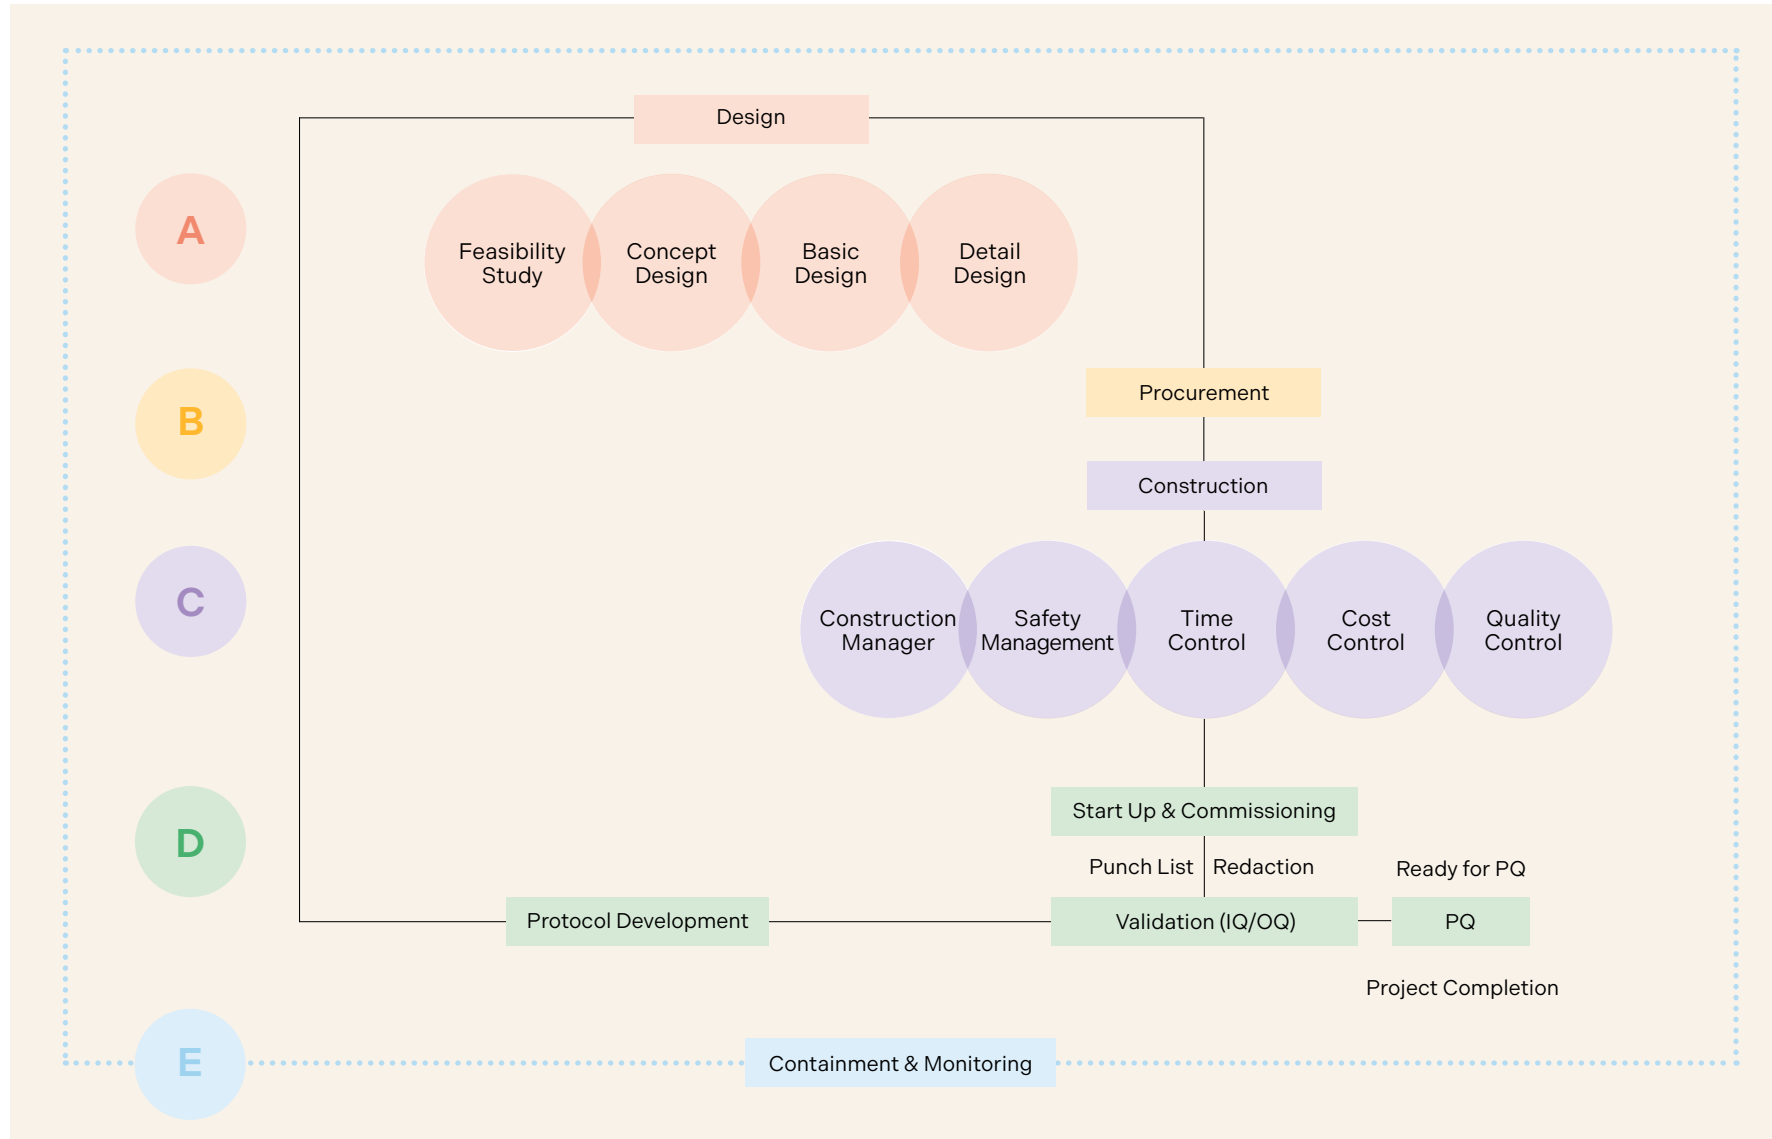 Design
A
Feasibility
Study
Concept
Design
Basic
Design
Detail
Design
B
Procurement
Construction
C
Construction
Manager
Safety
Management
Time
Control
Cost
Control
Quality
Control
D
Start Up & Commissioning
Punch List
Redaction
Ready for PQ
Protocol Development
Validation (IQ/OQ)
PQ
Project Completion
E
Containment & Monitoring